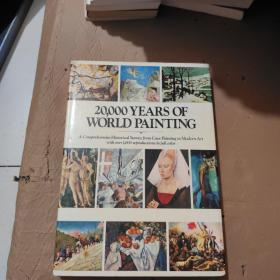 20,000 YEARS OF
WORLD PAINTING
A Comprehensive Historical Survey from Cave Painting to Modern Art
with over 1,000 reproductions in full color